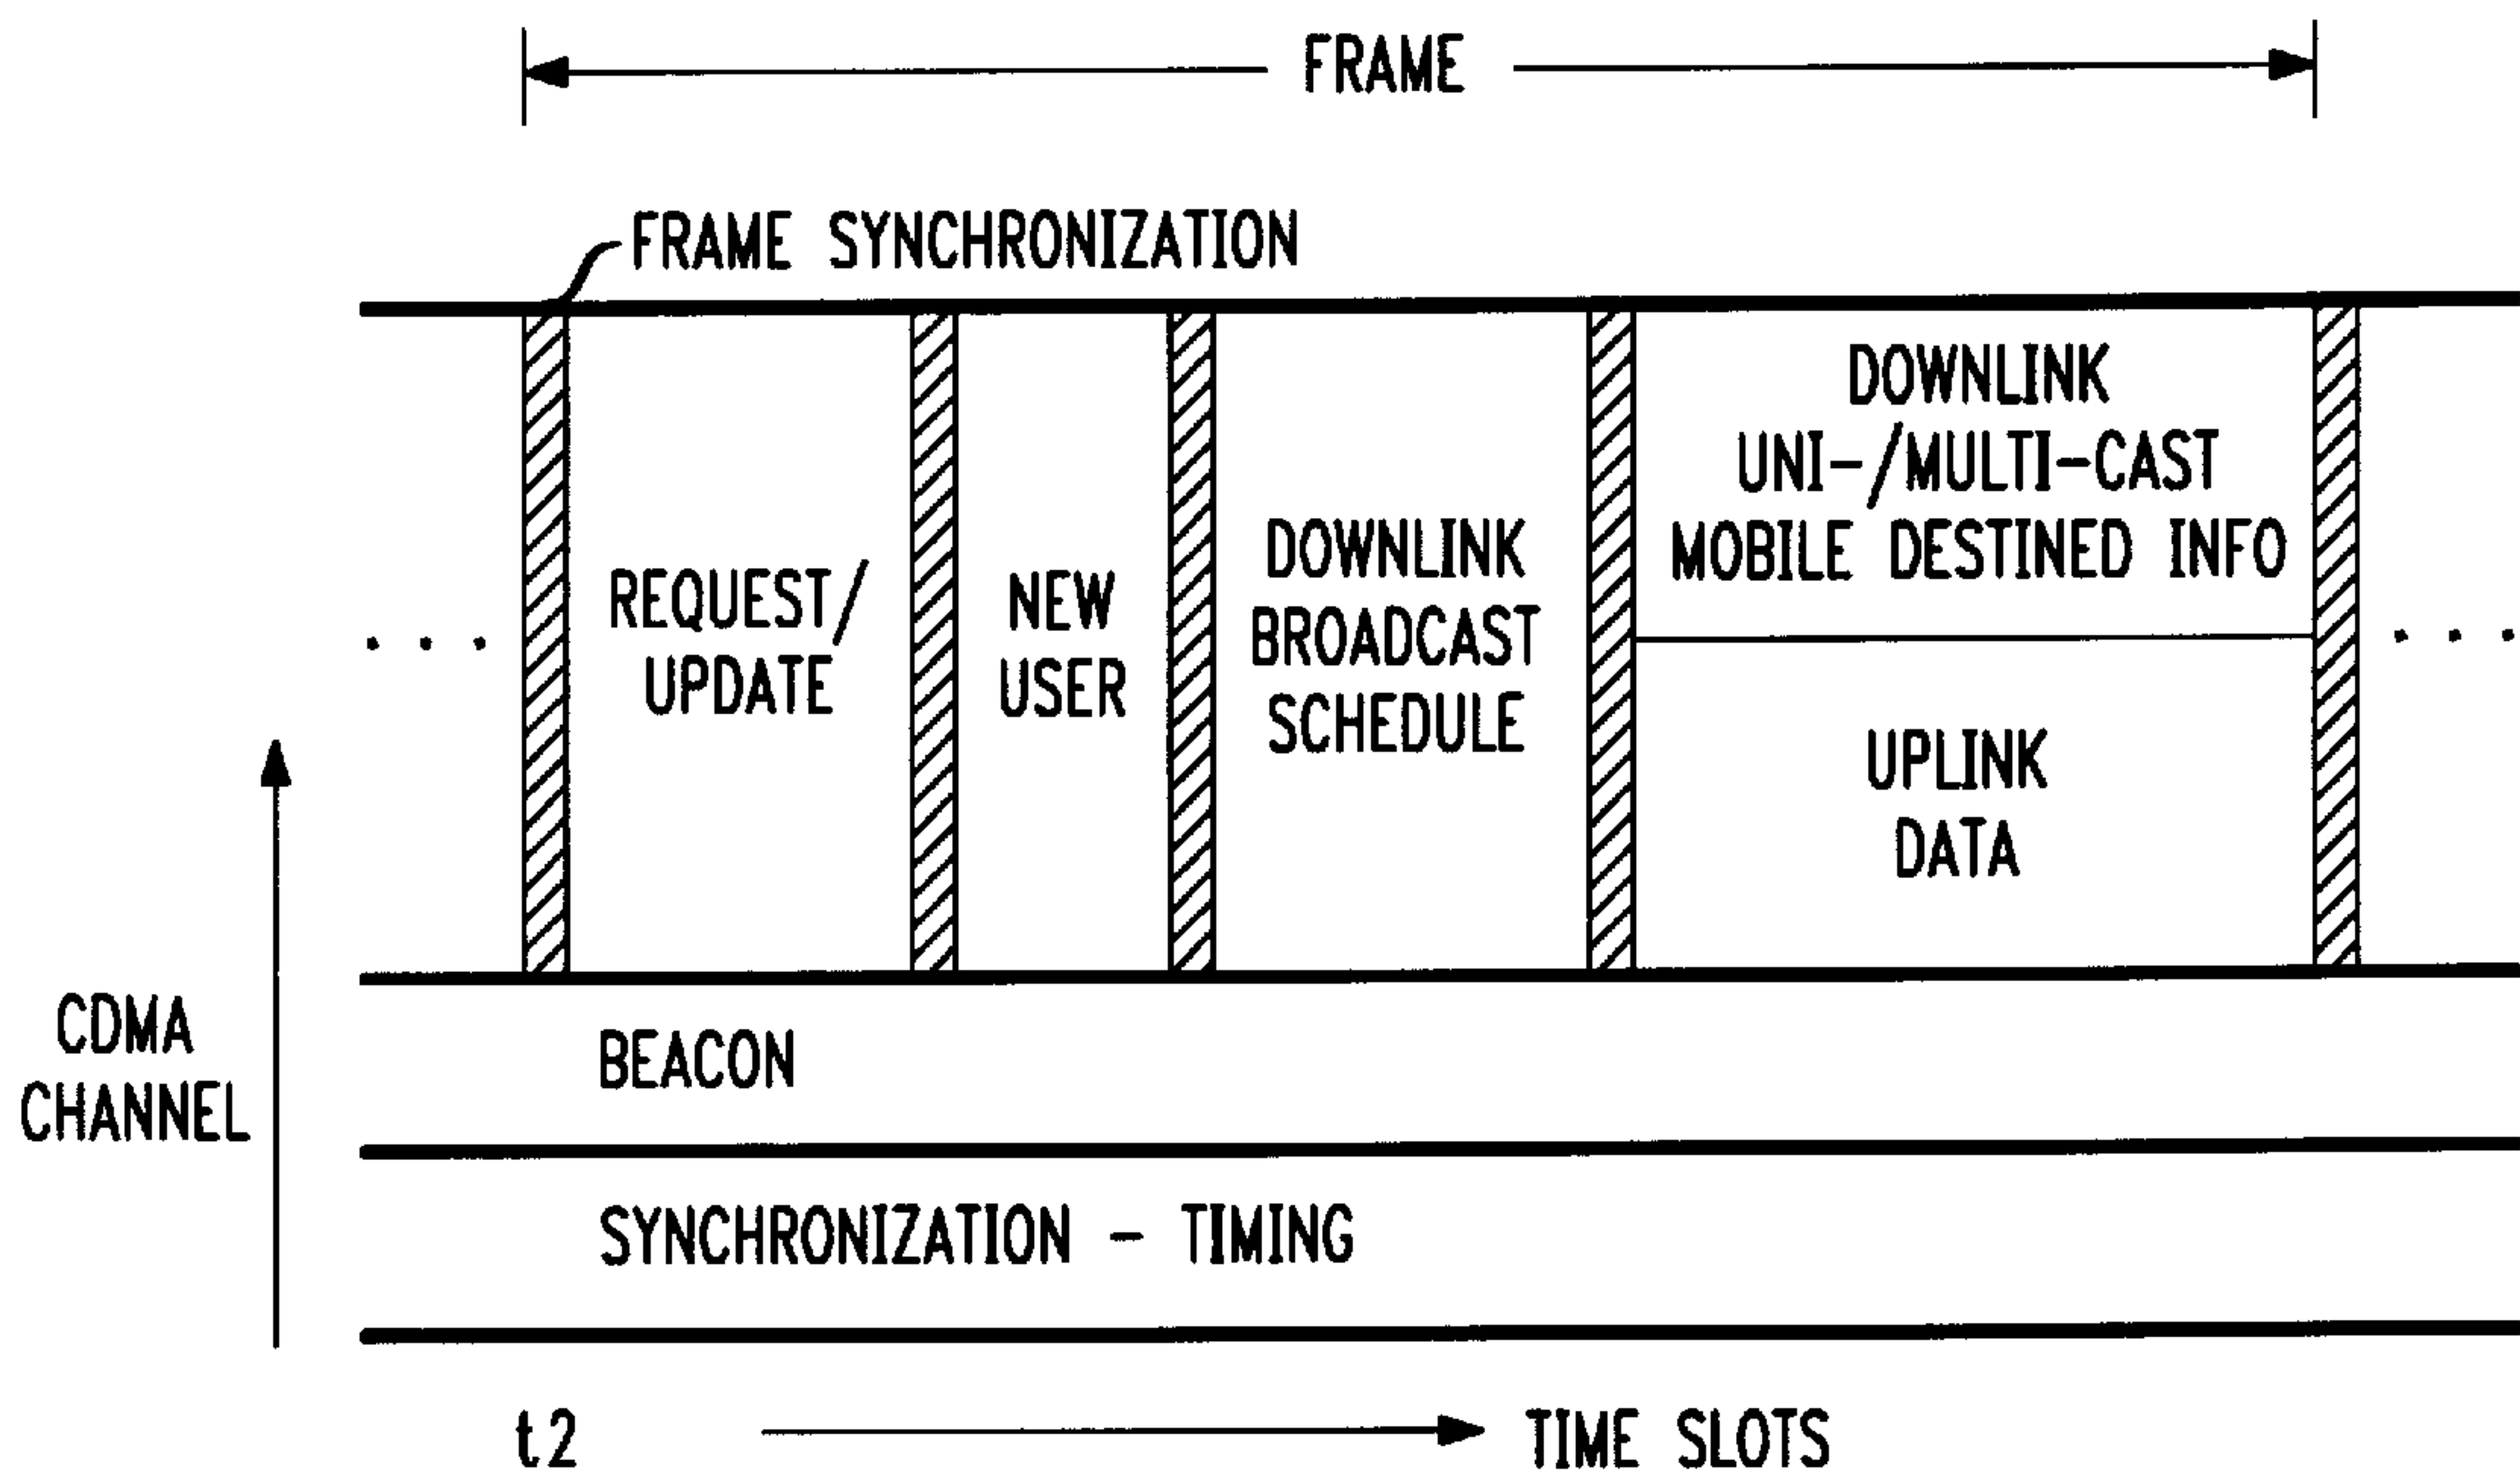 FRAME
FRAME SYNCHRONIZATION
REQUEST/
UPDATE
NEW
USER
DOWNLINK
BROADCAST
SCHEDULE
DOWNLINK
UNI-/MULTI-CAST
MOBILE DESTINED INFO
UPLINK
DATA
. . .
. . .
CDMA
CHANNEL
BEACON
SYNCHRONIZATION - TIMING
t2
TIME SLOTS